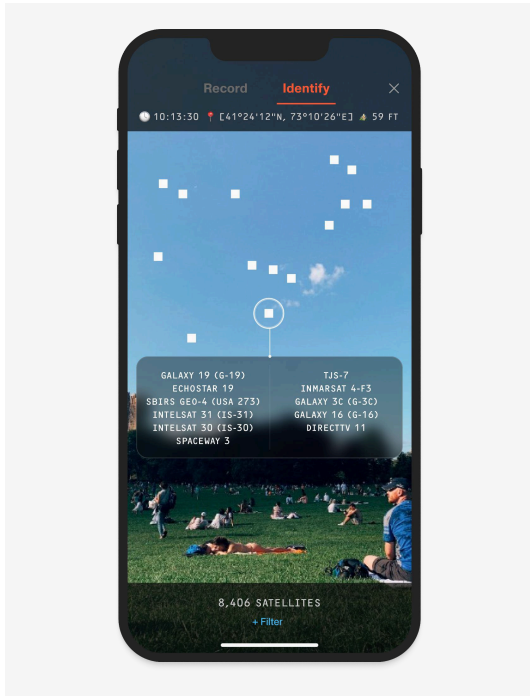 Record Identify
10:13:30 [41°24'12"N, 73°10'26"E] 59 FT
GALAXY 19 (G-19)
ECHOSTAR 19
SBIRS GEO-4 (USA 273)
INTELSAT 31 (IS-31)
INTELSAT 30 (IS-30)
SPACEWAY 3
TJS-7
INMARSAT 4-F3
GALAXY 3C (G-3C)
GALAXY 16 (G-16)
DIRECTTV 11
8,406 SATELLITES
+ Filter